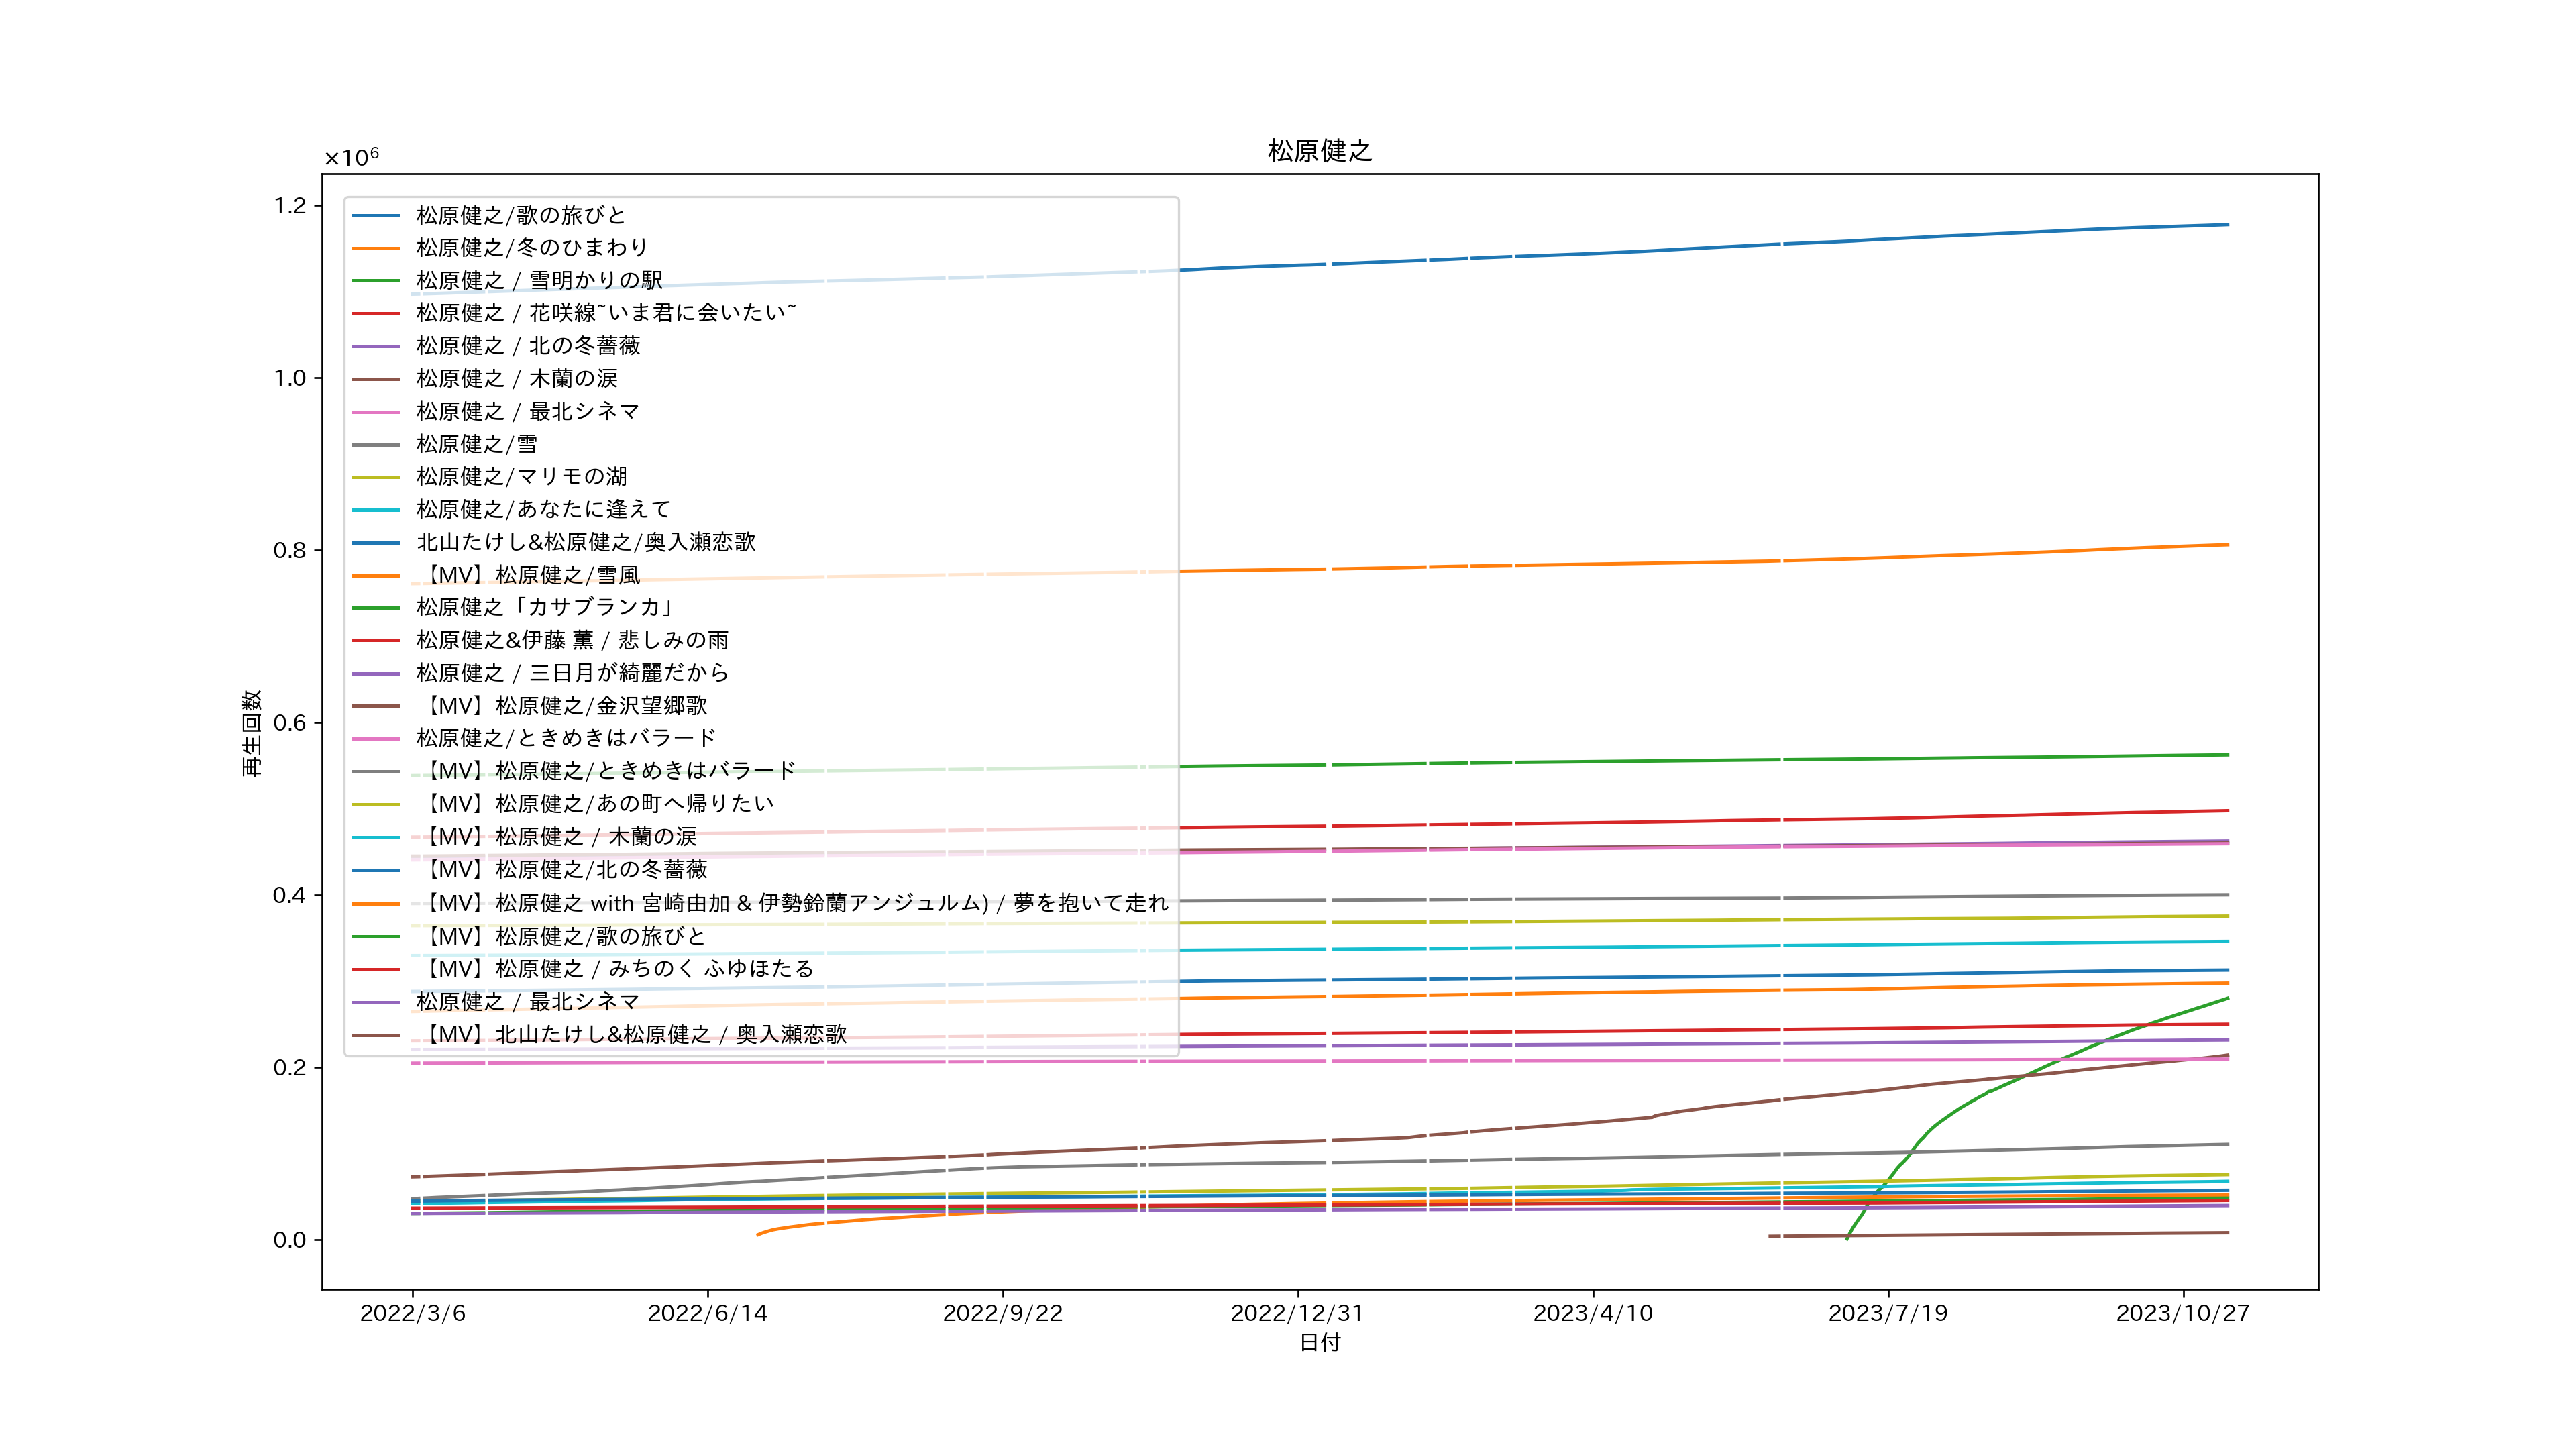 松原健之
×10⁶
1.2
1.0
0.8
0.6
0.4
0.2
0.0
再生回数
松原健之/歌の旅びと
松原健之/冬のひまわり
松原健之 / 雪明かりの駅
松原健之 / 花咲線~いま君に会いたい~
松原健之 / 北の冬薔薇
松原健之 / 木蘭の涙
松原健之 / 最北シネマ
松原健之/雪
松原健之/マリモの湖
松原健之/あなたに逢えて
北山たけし&松原健之/奥入瀬恋歌
【MV】松原健之/雪風
松原健之「カサブランカ」
松原健之&伊藤 薫 / 悲しみの雨
松原健之 / 三日月が綺麗だから
【MV】松原健之/金沢望郷歌
松原健之/ときめきはバラード
【MV】松原健之/ときめきはバラード
【MV】松原健之/あの町へ帰りたい
【MV】松原健之 / 木蘭の涙
【MV】松原健之/北の冬薔薇
【MV】松原健之 with 宮崎由加 & 伊勢鈴蘭アンジュルム) / 夢を抱いて走れ
【MV】松原健之/歌の旅びと
【MV】松原健之 / みちのく ふゆほたる
松原健之 / 最北シネマ
【MV】北山たけし&松原健之 / 奥入瀬恋歌
2022/3/6 2022/6/14 2022/9/22 2022/12/31 2023/4/10 2023/7/19 2023/10/27
日付